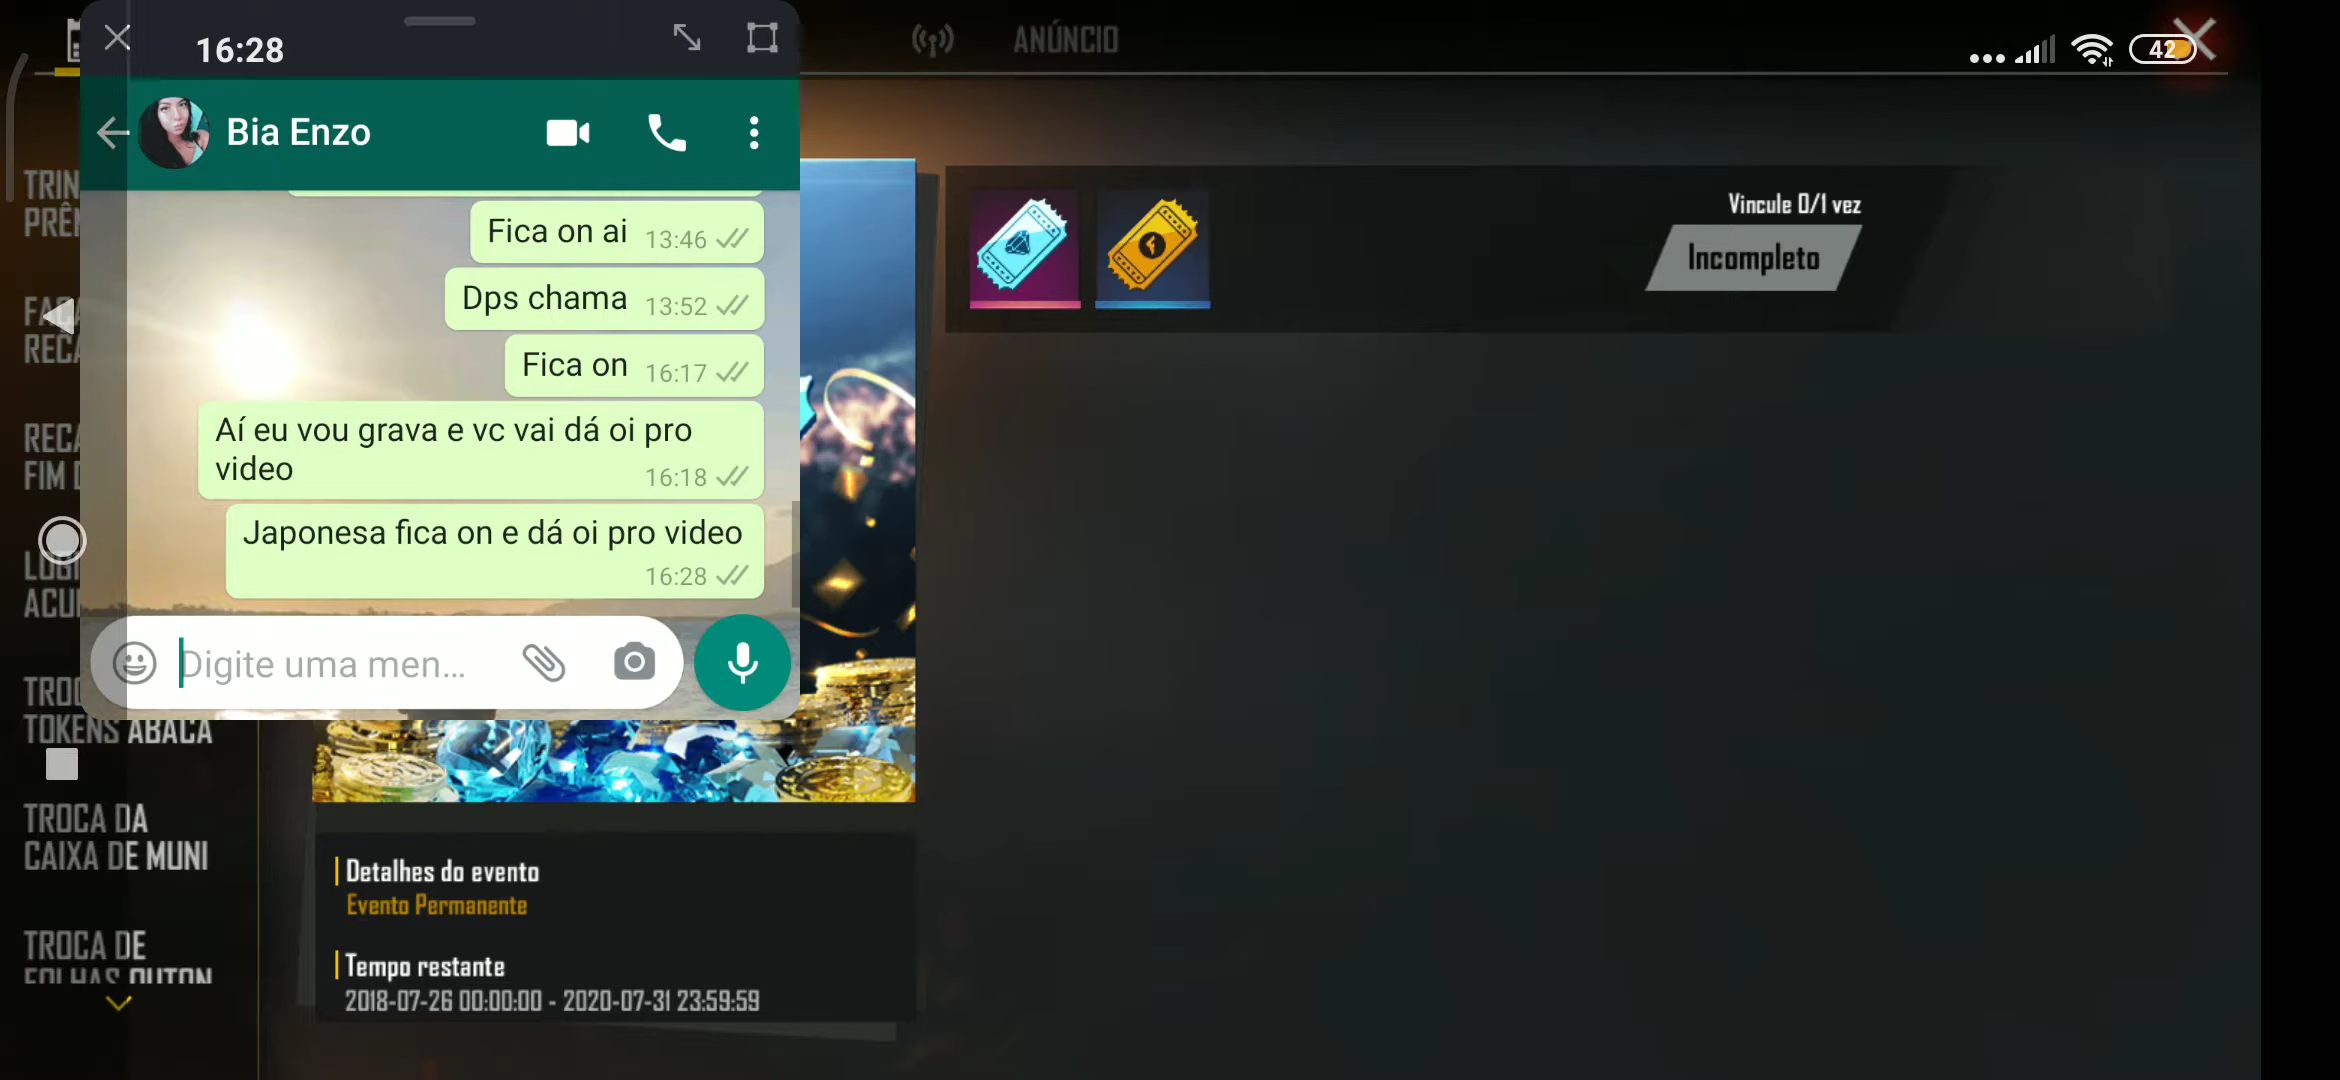 16:28
Bia Enzo
Fica on ai 13:46
Dps chama 13:52
Fica on 16:17
Aí eu vou grava e vc vai dá oi pro
video 16:18
Japonesa fica on e dá oi pro video
16:28
Digite uma men...
ANÚNCIO
42
Vincule 0/1 vez
Incompleto
TOKENS ABACA
TROCA DA
CAIXA DE MUNI
TROCA DE
FOLHAS OUTON
Detalhes do evento
Evento Permanente
Tempo restante
2018-07-26 00:00:00 - 2020-07-31 23:59:59